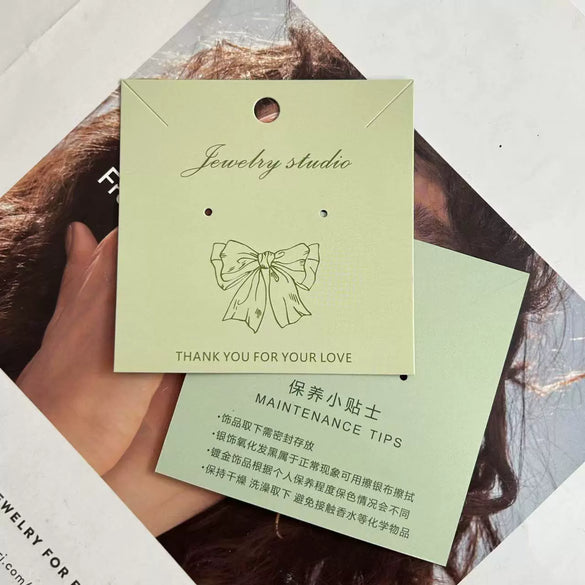 Jewelry studio
THANK YOU FOR YOUR LOVE
保养小贴士
MAINTENANCE TIPS
•饰品取下需密封存放
•银饰氧化发黑属于正常现象可用擦银布擦拭
•镀金饰品根据个人保养程度保色情况会不同
•保持干燥 洗澡取下 避免接触香水等化学物品
JEWELRY FOR